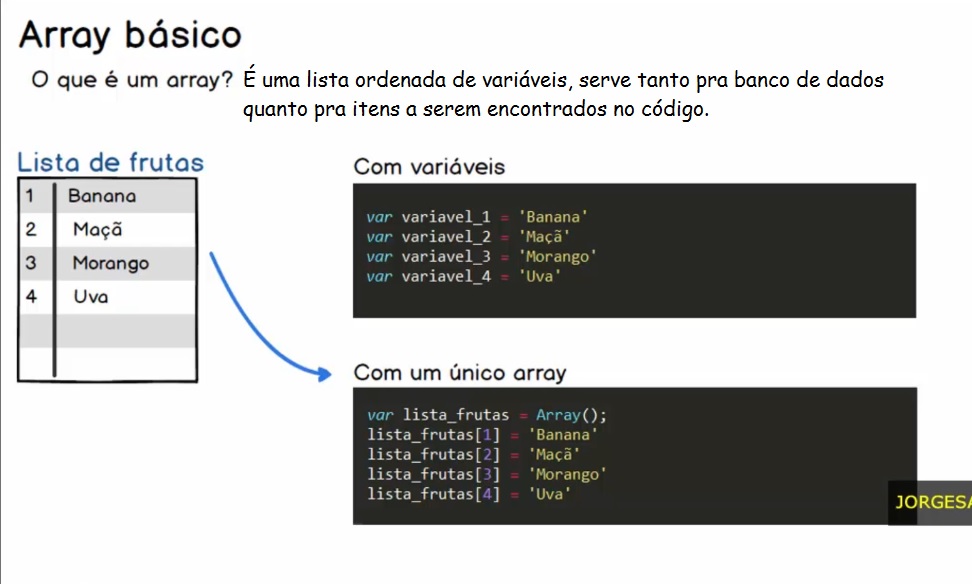 Array básico
O que é um array? É uma lista ordenada de variáveis, serve tanto pra banco de dados
quanto pra itens a serem encontrados no código.
Lista de frutas
1 Banana
2 Maçã
3 Morango
4 Uva
Com variáveis
var variavel_1 = 'Banana'
var variavel_2 = 'Maçã'
var variavel_3 = 'Morango'
var variavel_4 = 'Uva'
Com um único array
var lista_frutas = Array();
lista_frutas[1] = 'Banana'
lista_frutas[2] = 'Maçã'
lista_frutas[3] = 'Morango'
lista_frutas[4] = 'Uva'